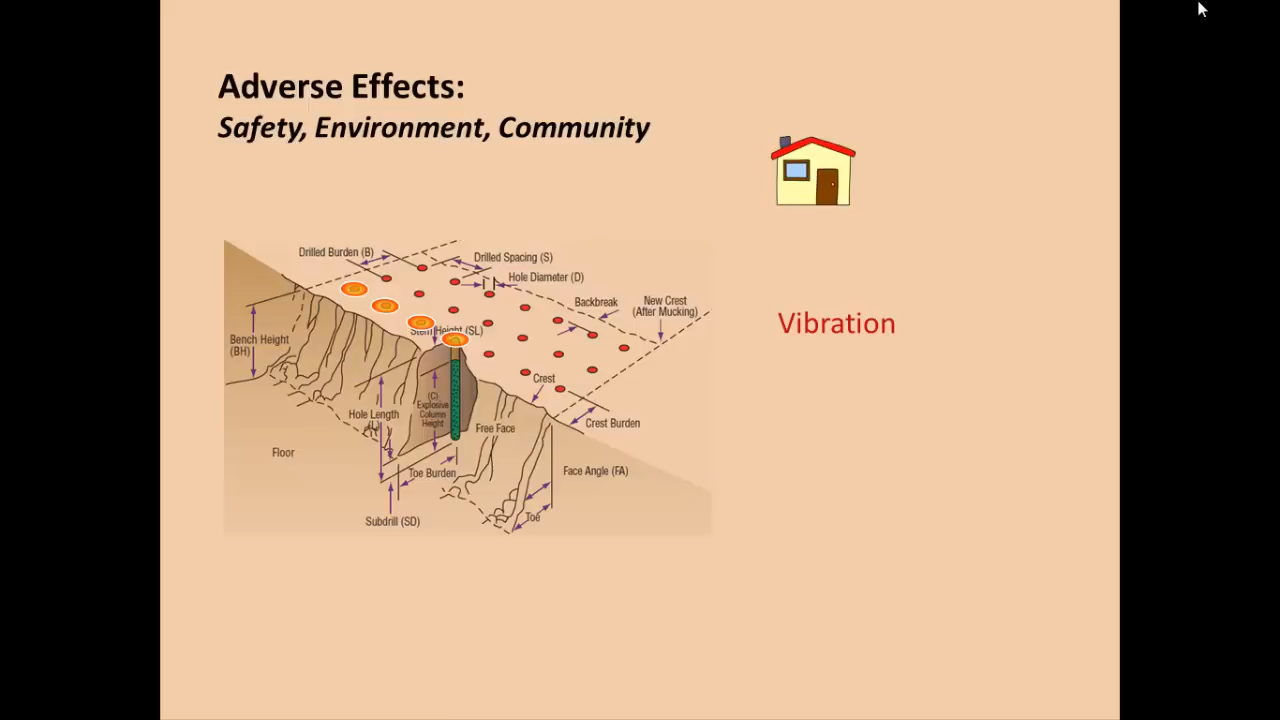 Adverse Effects:
Safety, Environment, Community
Drilled Burden (B)
Drilled Spacing (S)
Hole Diameter (D)
Backbreak
New Crest
(After Mucking)
Stem Height (SL)
Bench Height
(BH)
Vibration
Crest
(C)
Explosive
Column
Height
Hole Length
(L)
Free Face
Crest Burden
Floor
Toe Burden
Face Angle (FA)
Subdrill (SD)
Toe